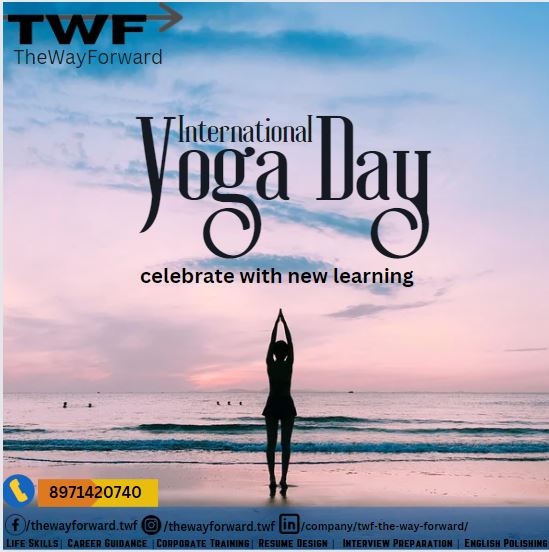 TWF
TheWayForward
International
Yoga Day
celebrate with new learning
8971420740
/thewayforward.twf /thewayforward.twf /company/twf-the-way-forward/
Life Skills| Career Guidance |Corporate Training| Resume Design | Interview Preparation | English Polishing